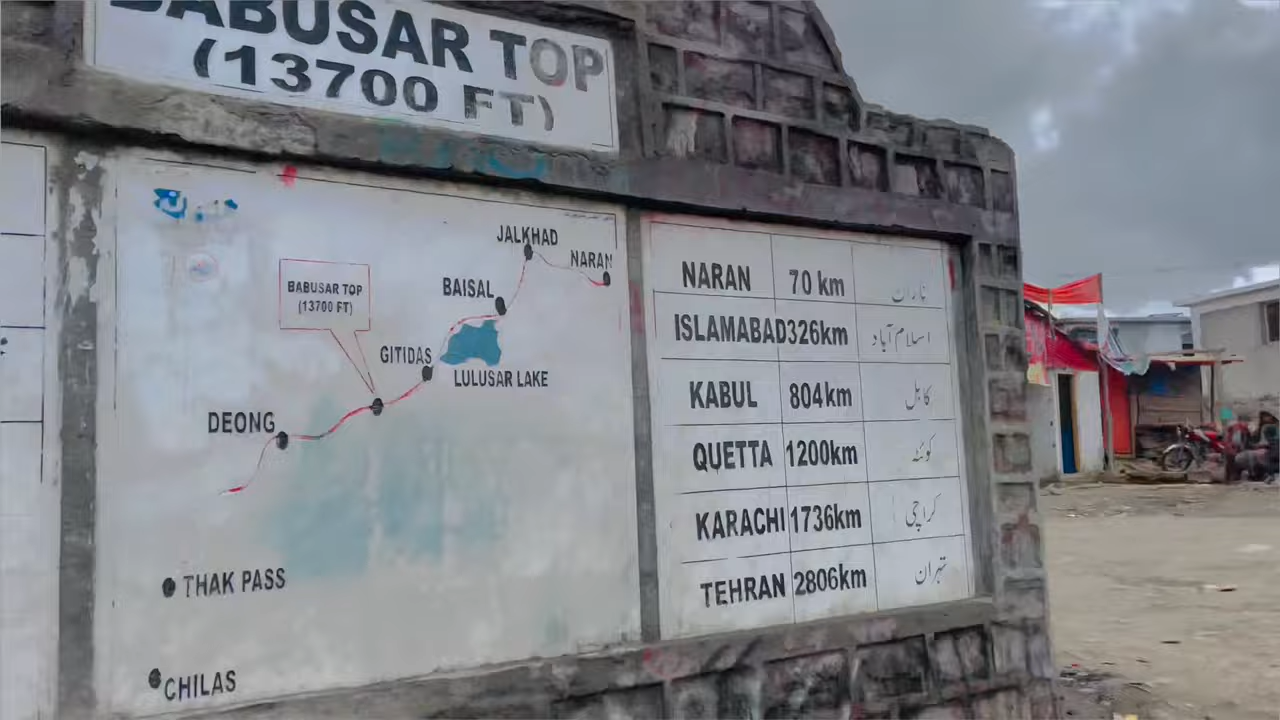 BABUSAR TOP
(13700 FT)
JALKHAD
NARAN
BAISAL
BABUSAR TOP
(13700 FT)
GITIDAS
LULUSAR LAKE
DEONG
THAK PASS
CHILAS
NARAN 70 km ناران
ISLAMABAD 326km اسلام آباد
KABUL 804km کابل
QUETTA 1200km کوئٹہ
KARACHI 1736km کراچی
TEHRAN 2806km تہران